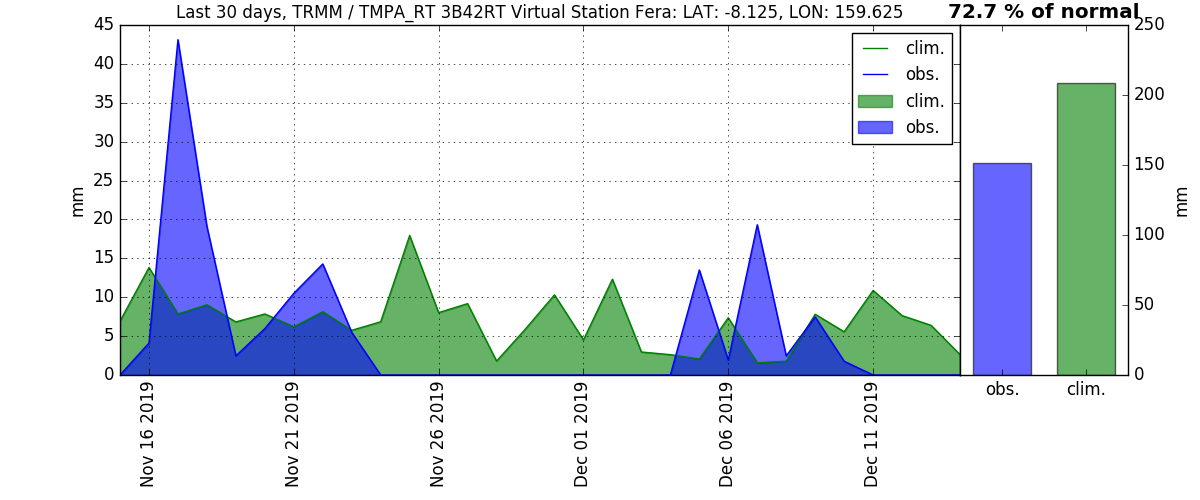 Last 30 days, TRMM / TMPA_RT 3B42RT Virtual Station Fera: LAT: -8.125, LON: 159.625
72.7 % of normal
45
40
35
30
25
20
15
10
5
0
mm
clim.
obs.
clim.
obs.
250
200
150
100
50
0
mm
obs.
clim.
Nov 16 2019
Nov 21 2019
Nov 26 2019
Dec 01 2019
Dec 06 2019
Dec 11 2019